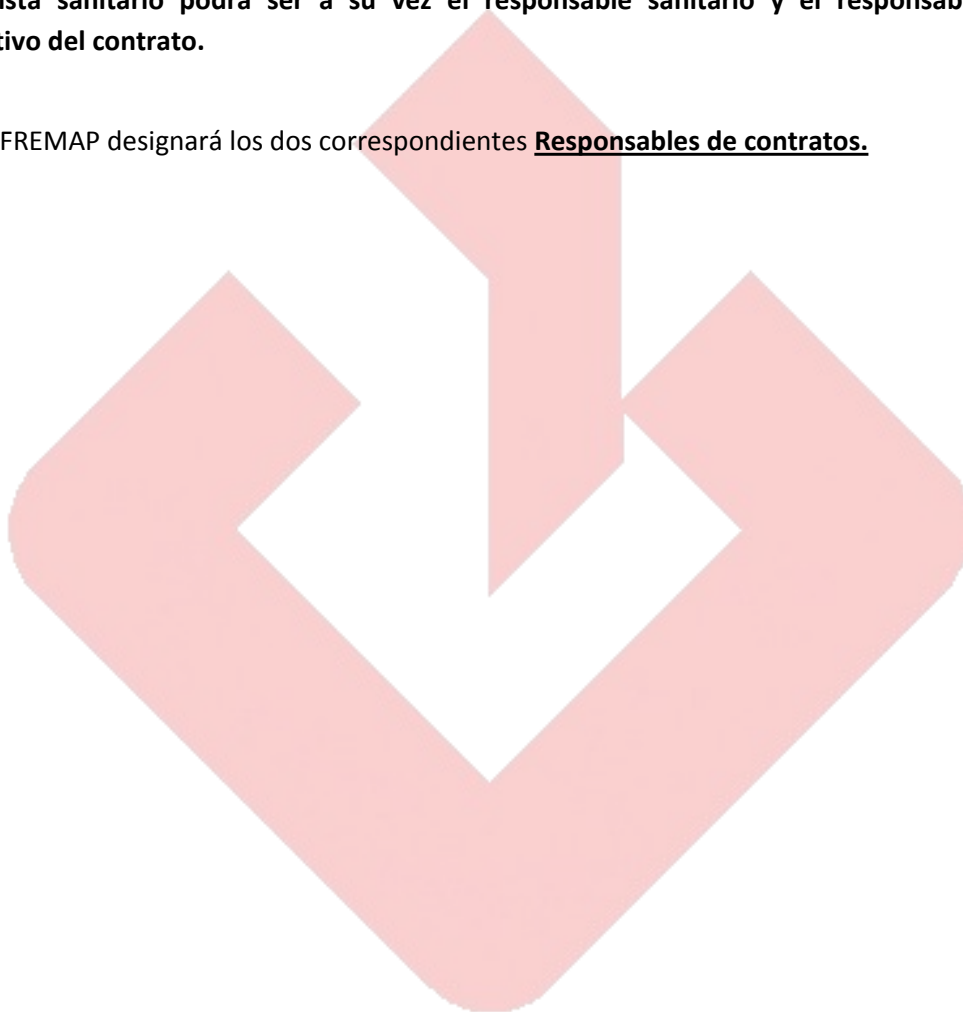 ista sanitario podrá ser a su vez el responsable sanitario y el responsab
tivo del contrato.
FREMAP designará los dos correspondientes Responsables de contratos.